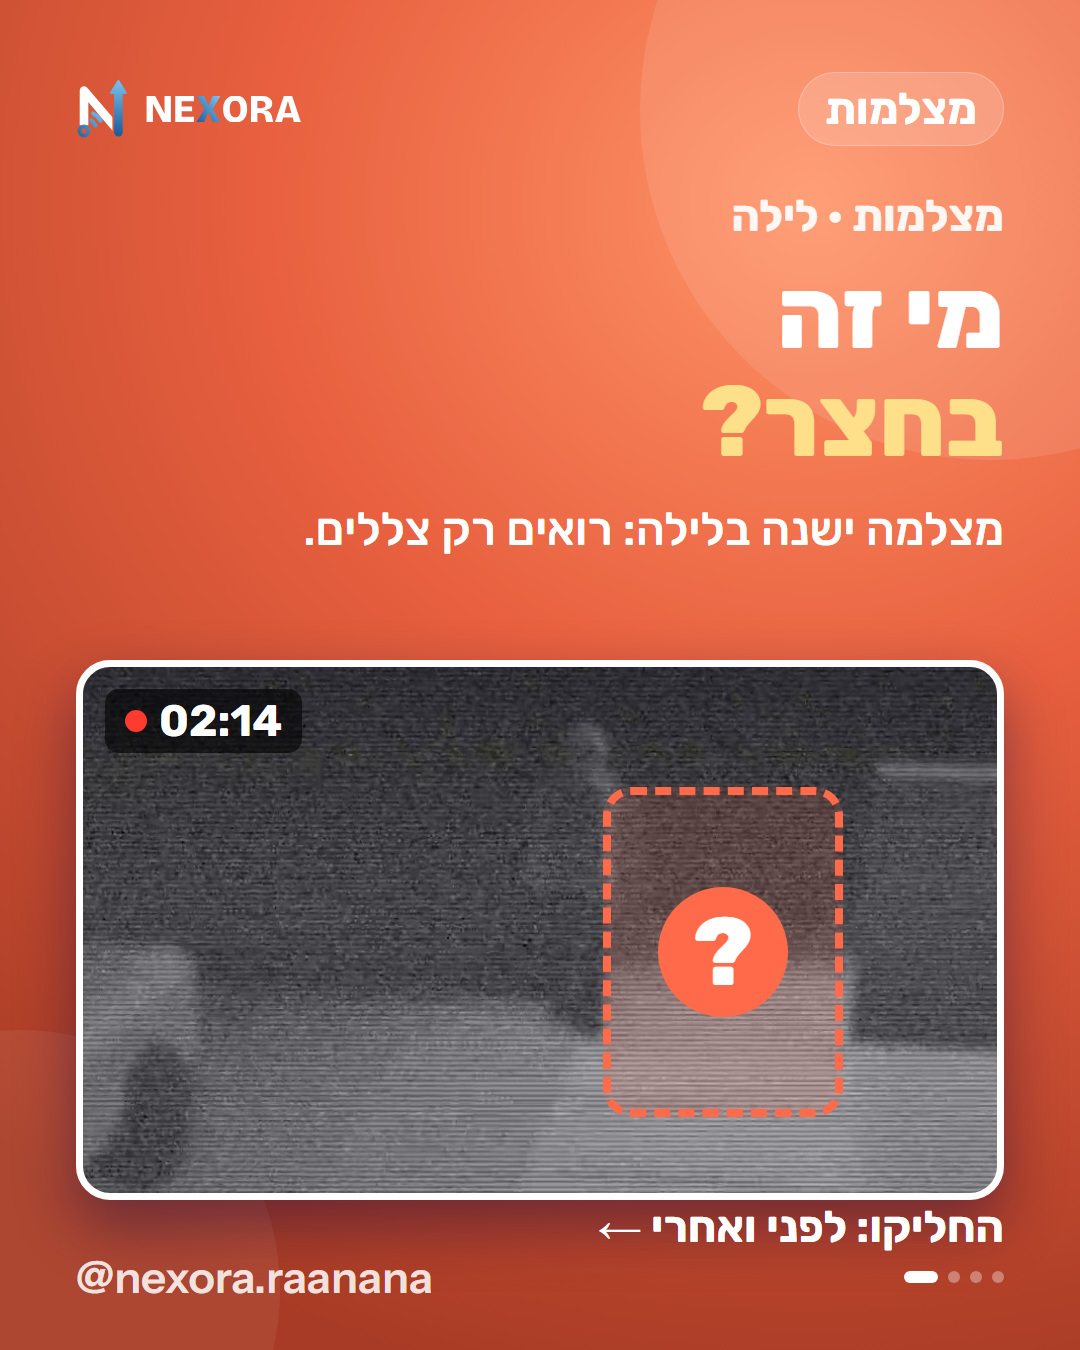 NEXORA
מצלמות
מצלמות • לילה
מי זה
בחצר?
מצלמה ישנה בלילה: רואים רק צללים.
02:14
?
החליקו: לפני ואחרי ←
@nexora.raanana